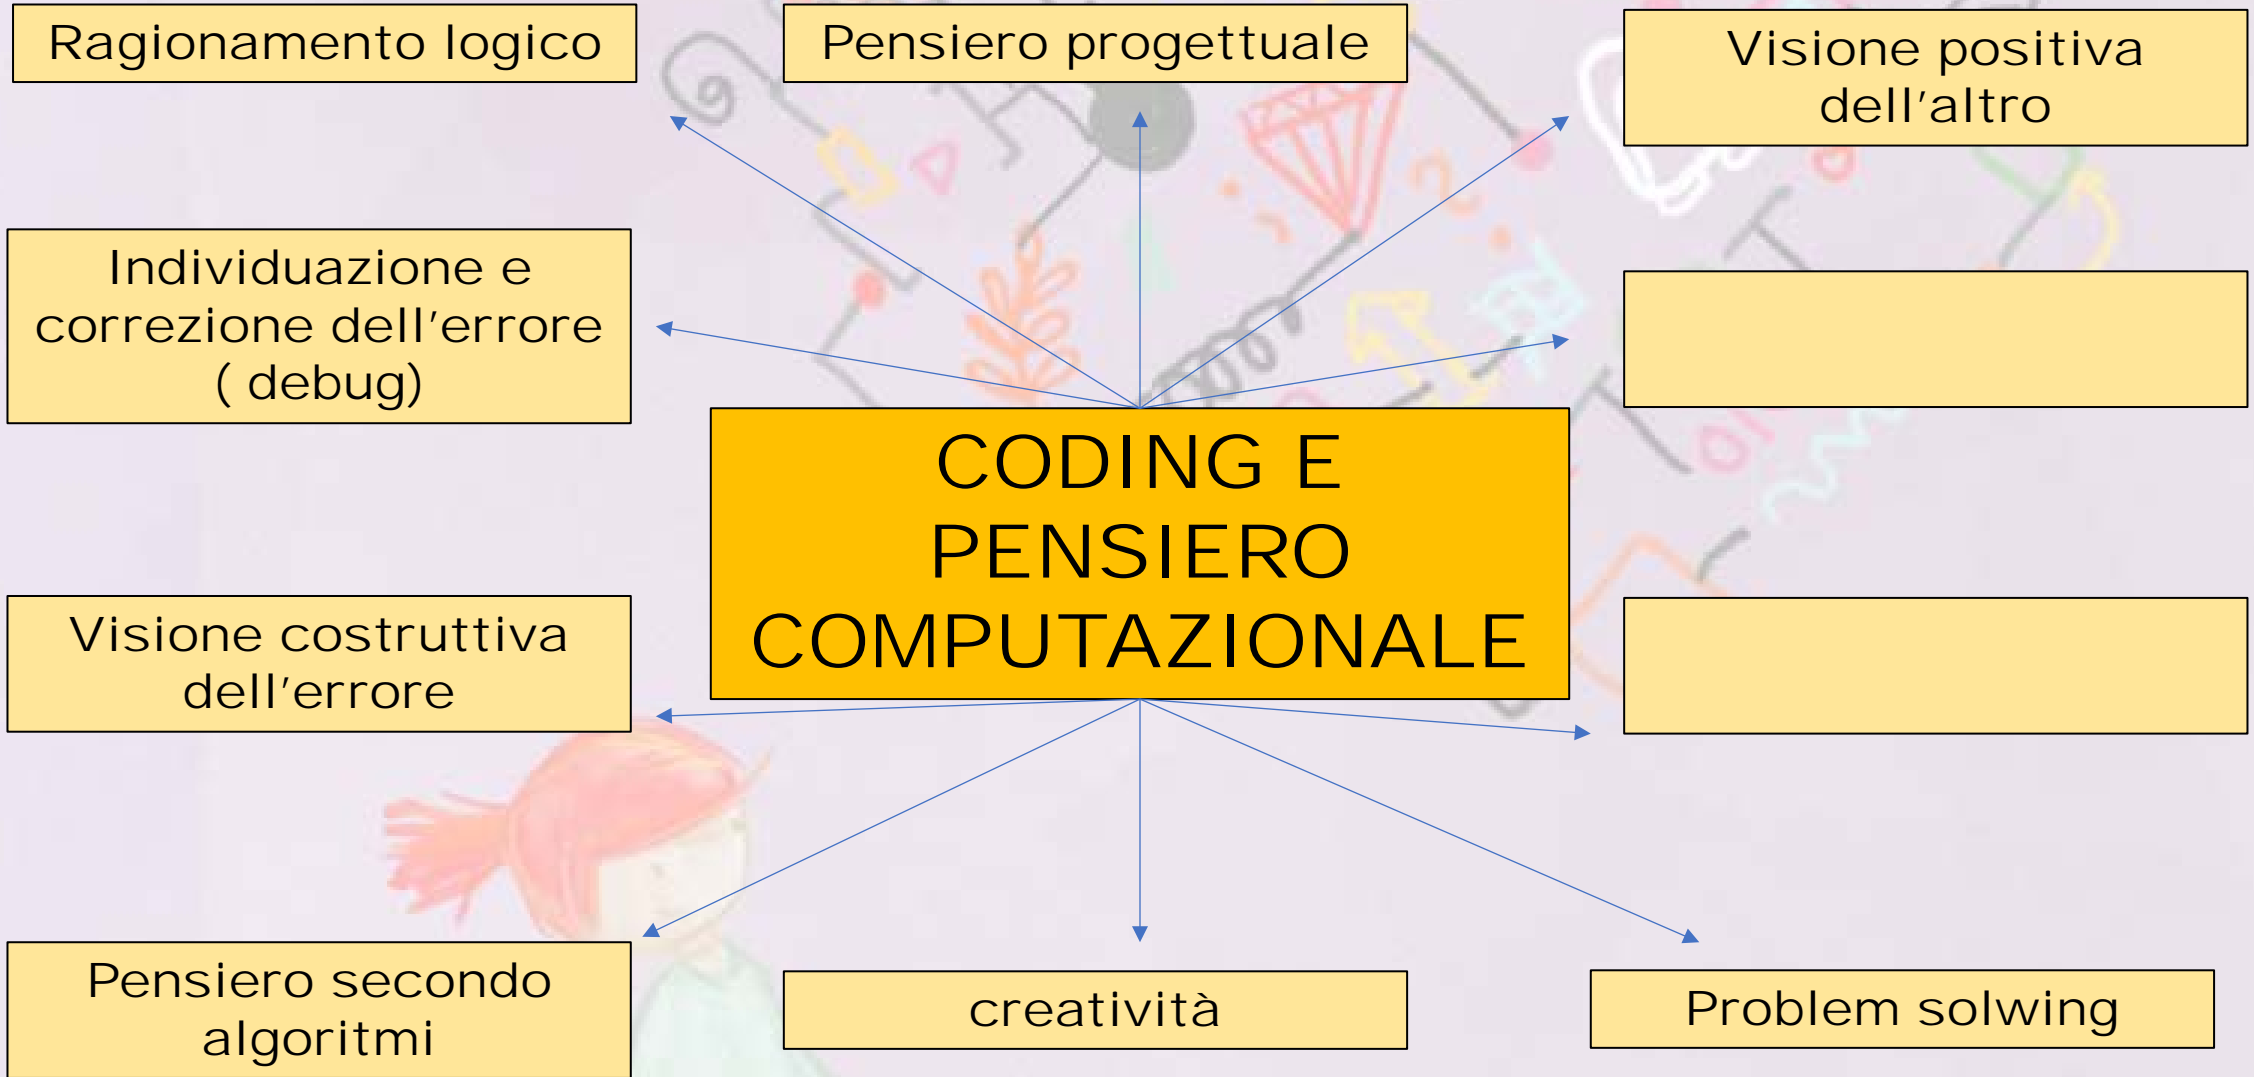 Ragionamento logico
Pensiero progettuale
Visione positiva
dell'altro
Individuazione e
correzione dell'errore
( debug)
CODING E
PENSIERO
COMPUTAZIONALE
Visione costruttiva
dell'errore
Pensiero secondo
algoritmi
creatività
Problem solwing